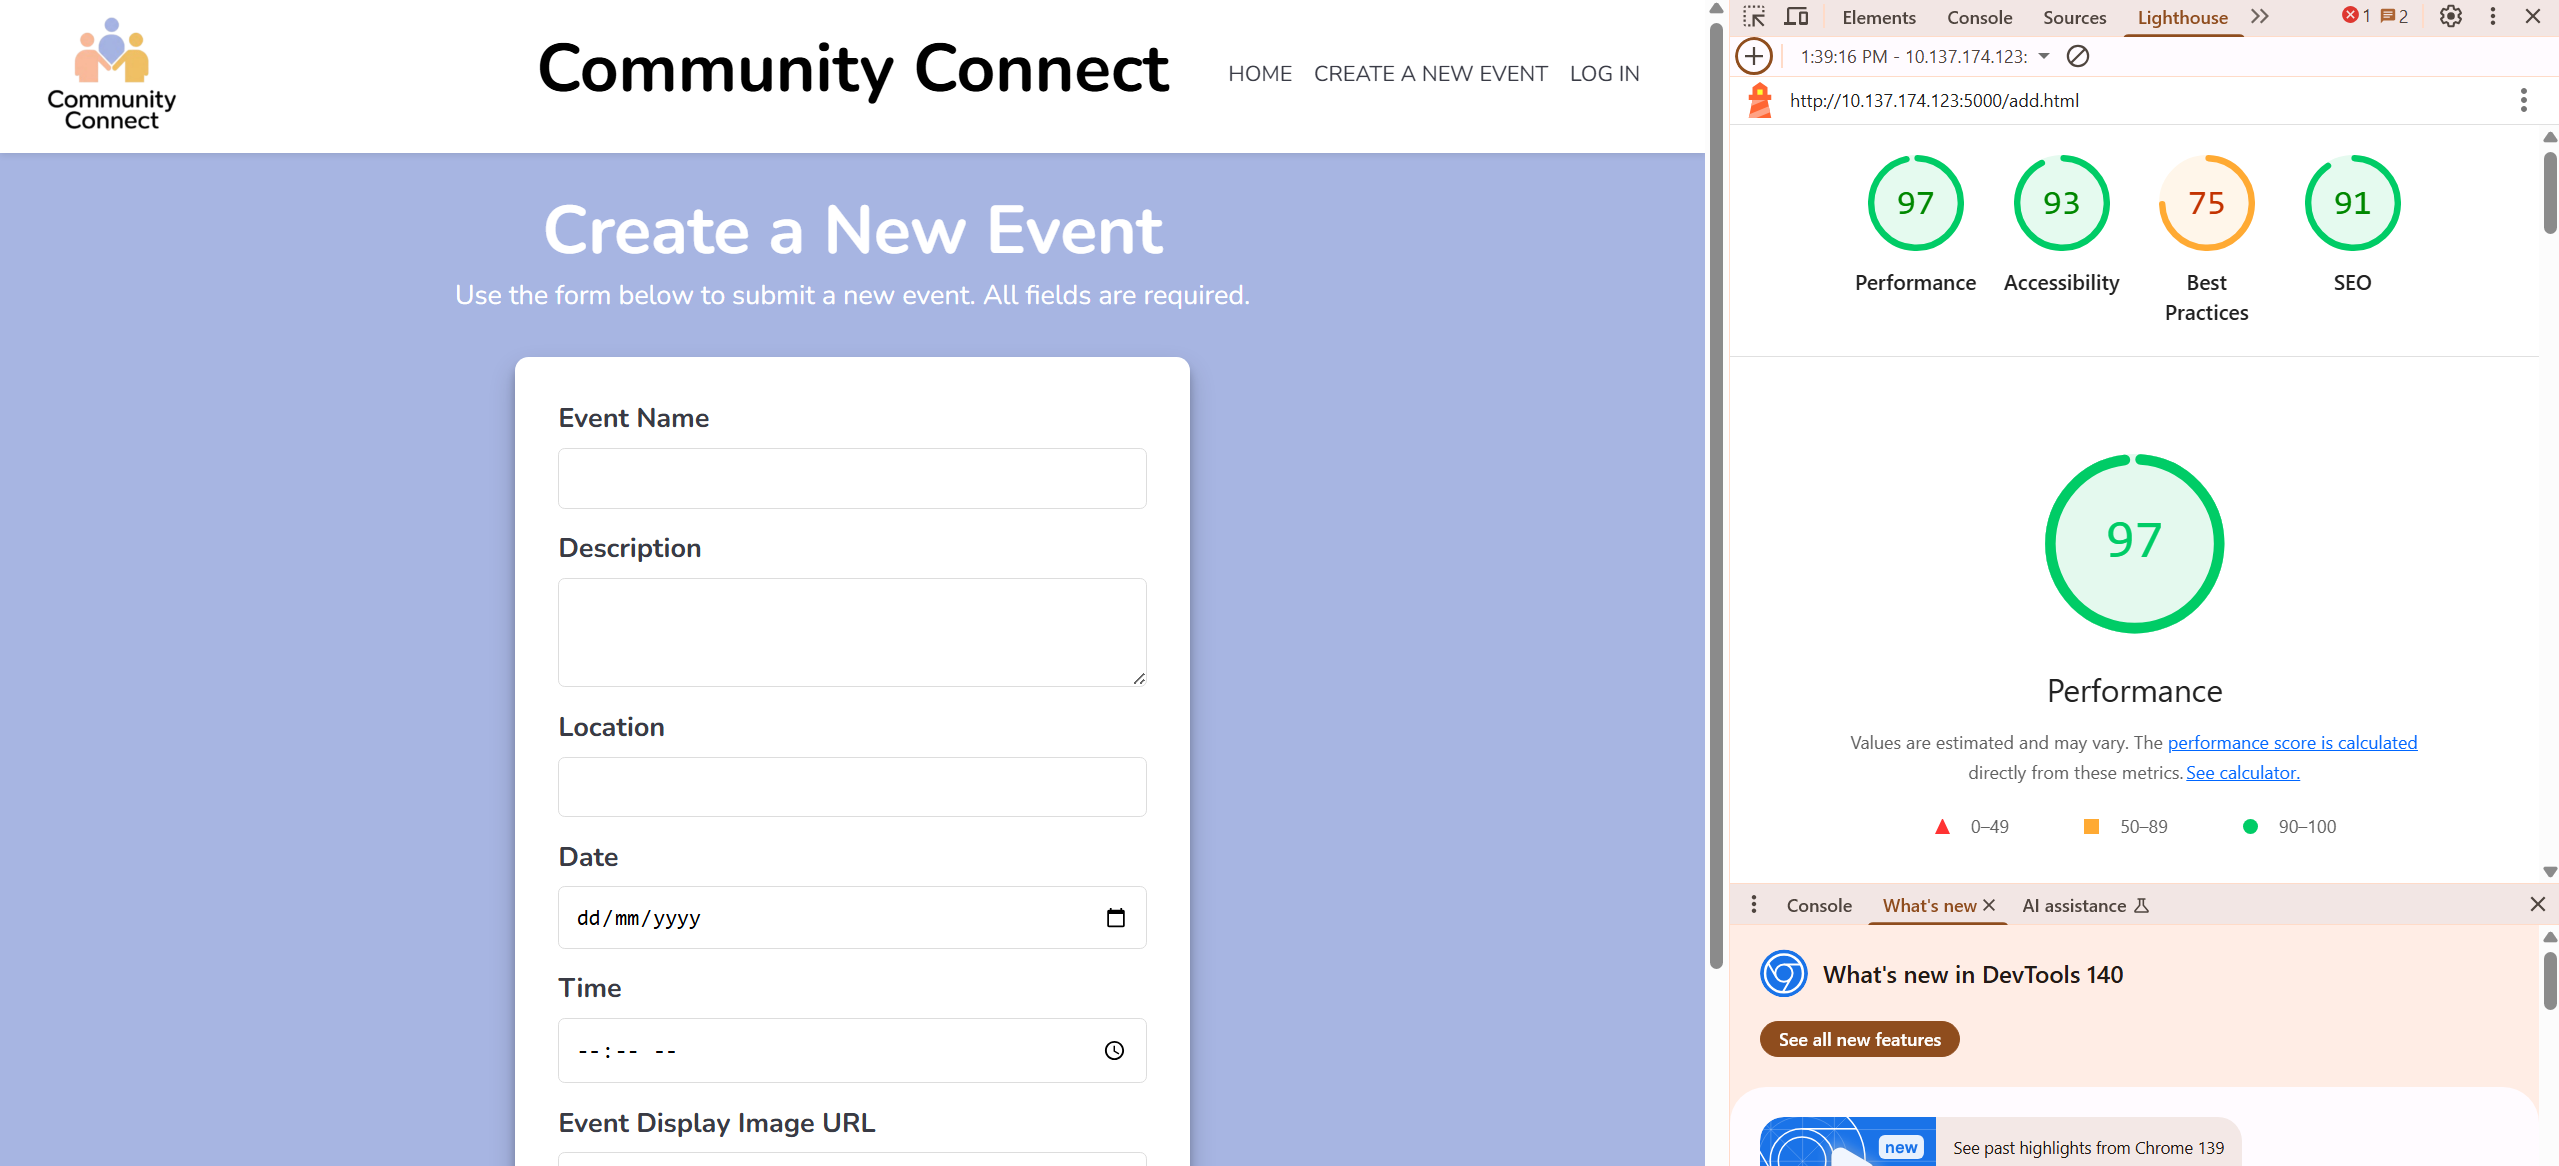 Community
Connect
Community Connect
HOME
CREATE A NEW EVENT
LOG IN
Create a New Event
Use the form below to submit a new event. All fields are required.
Event Name
Description
Location
Date
dd/mm/yyyy
Time
--:-- --
Event Display Image URL
Elements
Console
Sources
Lighthouse
1
2
1:39:16 PM - 10.137.174.123:
http://10.137.174.123:5000/add.html
97
93
75
91
Performance
Accessibility
Best
Practices
SEO
97
Performance
Values are estimated and may vary. The performance score is calculated
directly from these metrics. See calculator.
0–49
50–89
90–100
Console
What's new
AI assistance
What's new in DevTools 140
See all new features
new
See past highlights from Chrome 139